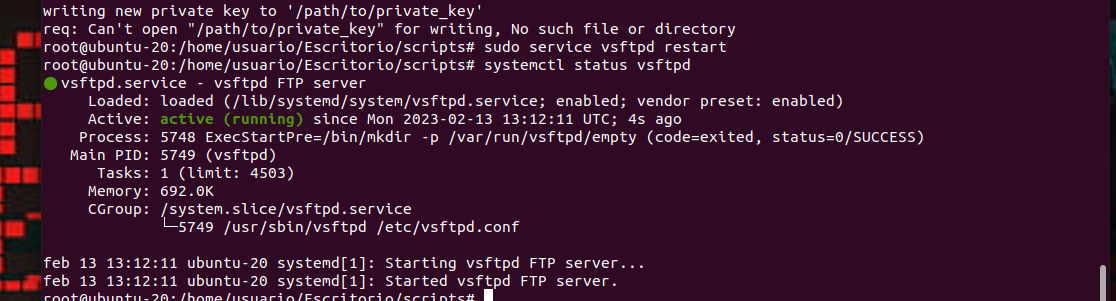 writing new private key to '/path/to/private_key'
req: Can't open "/path/to/private_key" for writing, No such file or directory
root@ubuntu-20:/home/usuario/Escritorio/scripts# sudo service vsftpd restart
root@ubuntu-20:/home/usuario/Escritorio/scripts# systemctl status vsftpd
● vsftpd.service - vsftpd FTP server
     Loaded: loaded (/lib/systemd/system/vsftpd.service; enabled; vendor preset: enabled)
     Active: active (running) since Mon 2023-02-13 13:12:11 UTC; 4s ago
    Process: 5748 ExecStartPre=/bin/mkdir -p /var/run/vsftpd/empty (code=exited, status=0/SUCCESS)
   Main PID: 5749 (vsftpd)
      Tasks: 1 (limit: 4503)
     Memory: 692.0K
     CGroup: /system.slice/vsftpd.service
             └─5749 /usr/sbin/vsftpd /etc/vsftpd.conf
feb 13 13:12:11 ubuntu-20 systemd[1]: Starting vsftpd FTP server...
feb 13 13:12:11 ubuntu-20 systemd[1]: Started vsftpd FTP server.
root@ubuntu-20:/home/usuario/Escritorio/scripts#